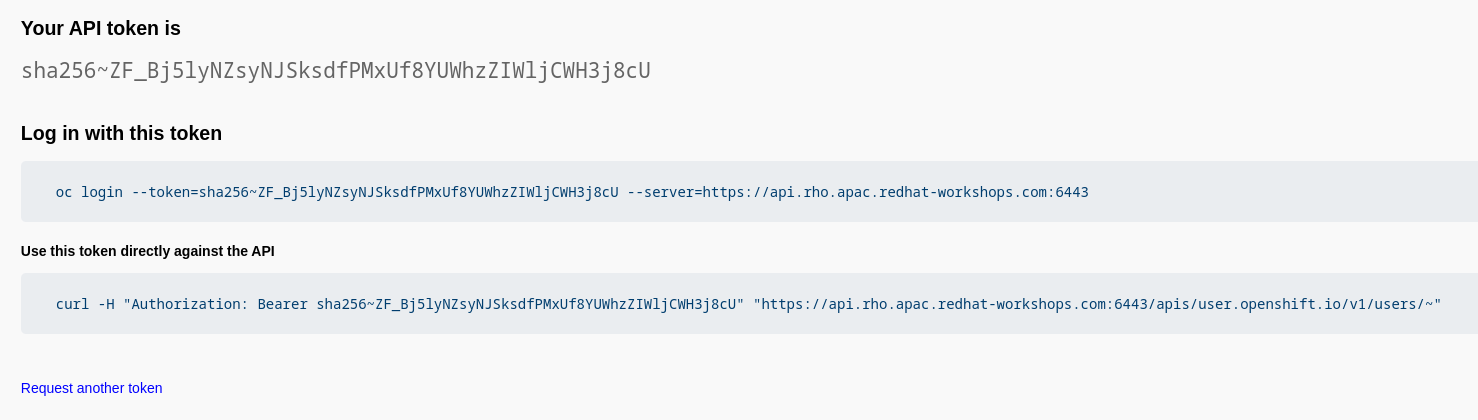 Your API token is
sha256~ZF_Bj5lyNZsyNJSksdfPMxUf8YUWhzZIWljCWH3j8cU
Log in with this token
oc login --token=sha256~ZF_Bj5lyNZsyNJSksdfPMxUf8YUWhzZIWljCWH3j8cU --server=https://api.rho.apac.redhat-workshops.com:6443
Use this token directly against the API
curl -H "Authorization: Bearer sha256~ZF_Bj5lyNZsyNJSksdfPMxUf8YUWhzZIWljCWH3j8cU" "https://api.rho.apac.redhat-workshops.com:6443/apis/user.openshift.io/v1/users/~"
Request another token